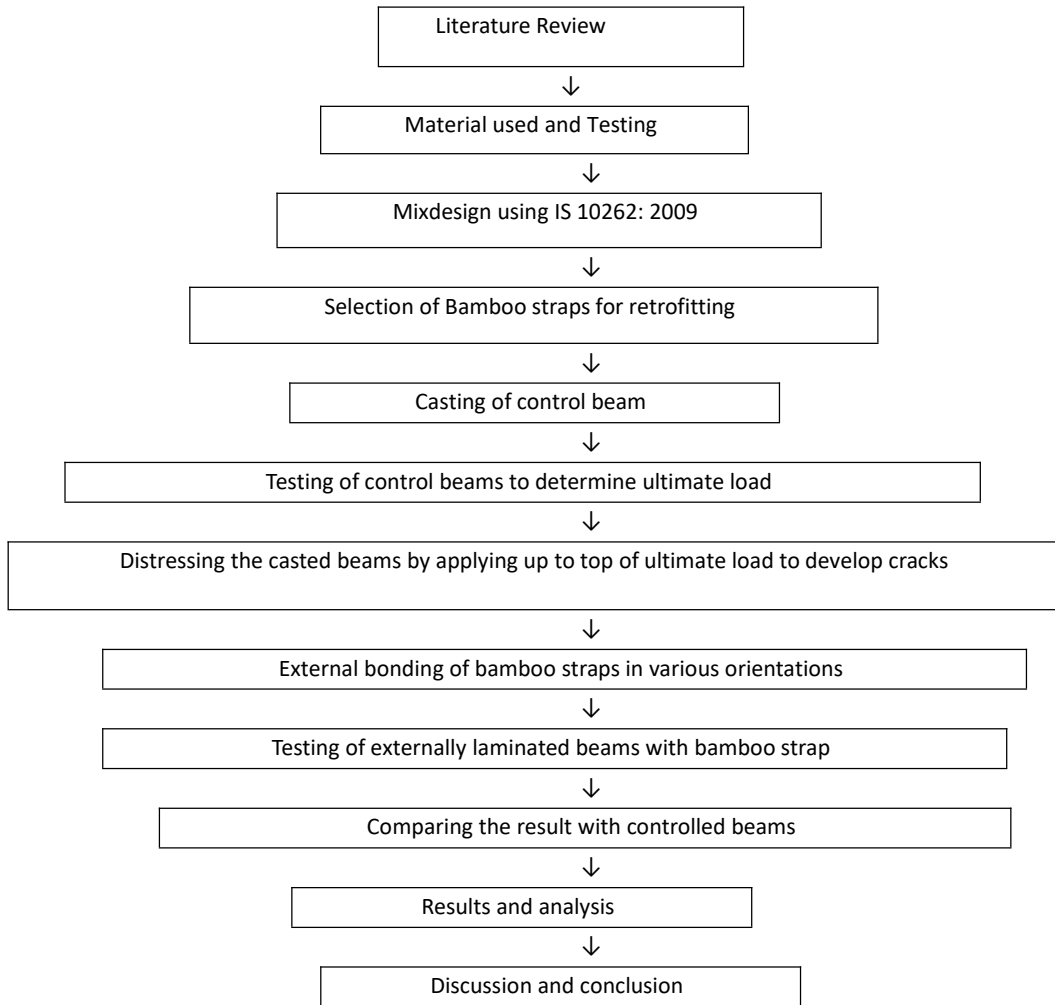 Literature Review
↓
Material used and Testing
↓
Mixdesign using IS 10262: 2009
↓
Selection of Bamboo straps for retrofitting
↓
Casting of control beam
↓
Testing of control beams to determine ultimate load
↓
Distressing the casted beams by applying up to top of ultimate load to develop cracks
↓
External bonding of bamboo straps in various orientations
↓
Testing of externally laminated beams with bamboo strap
↓
Comparing the result with controlled beams
↓
Results and analysis
↓
Discussion and conclusion